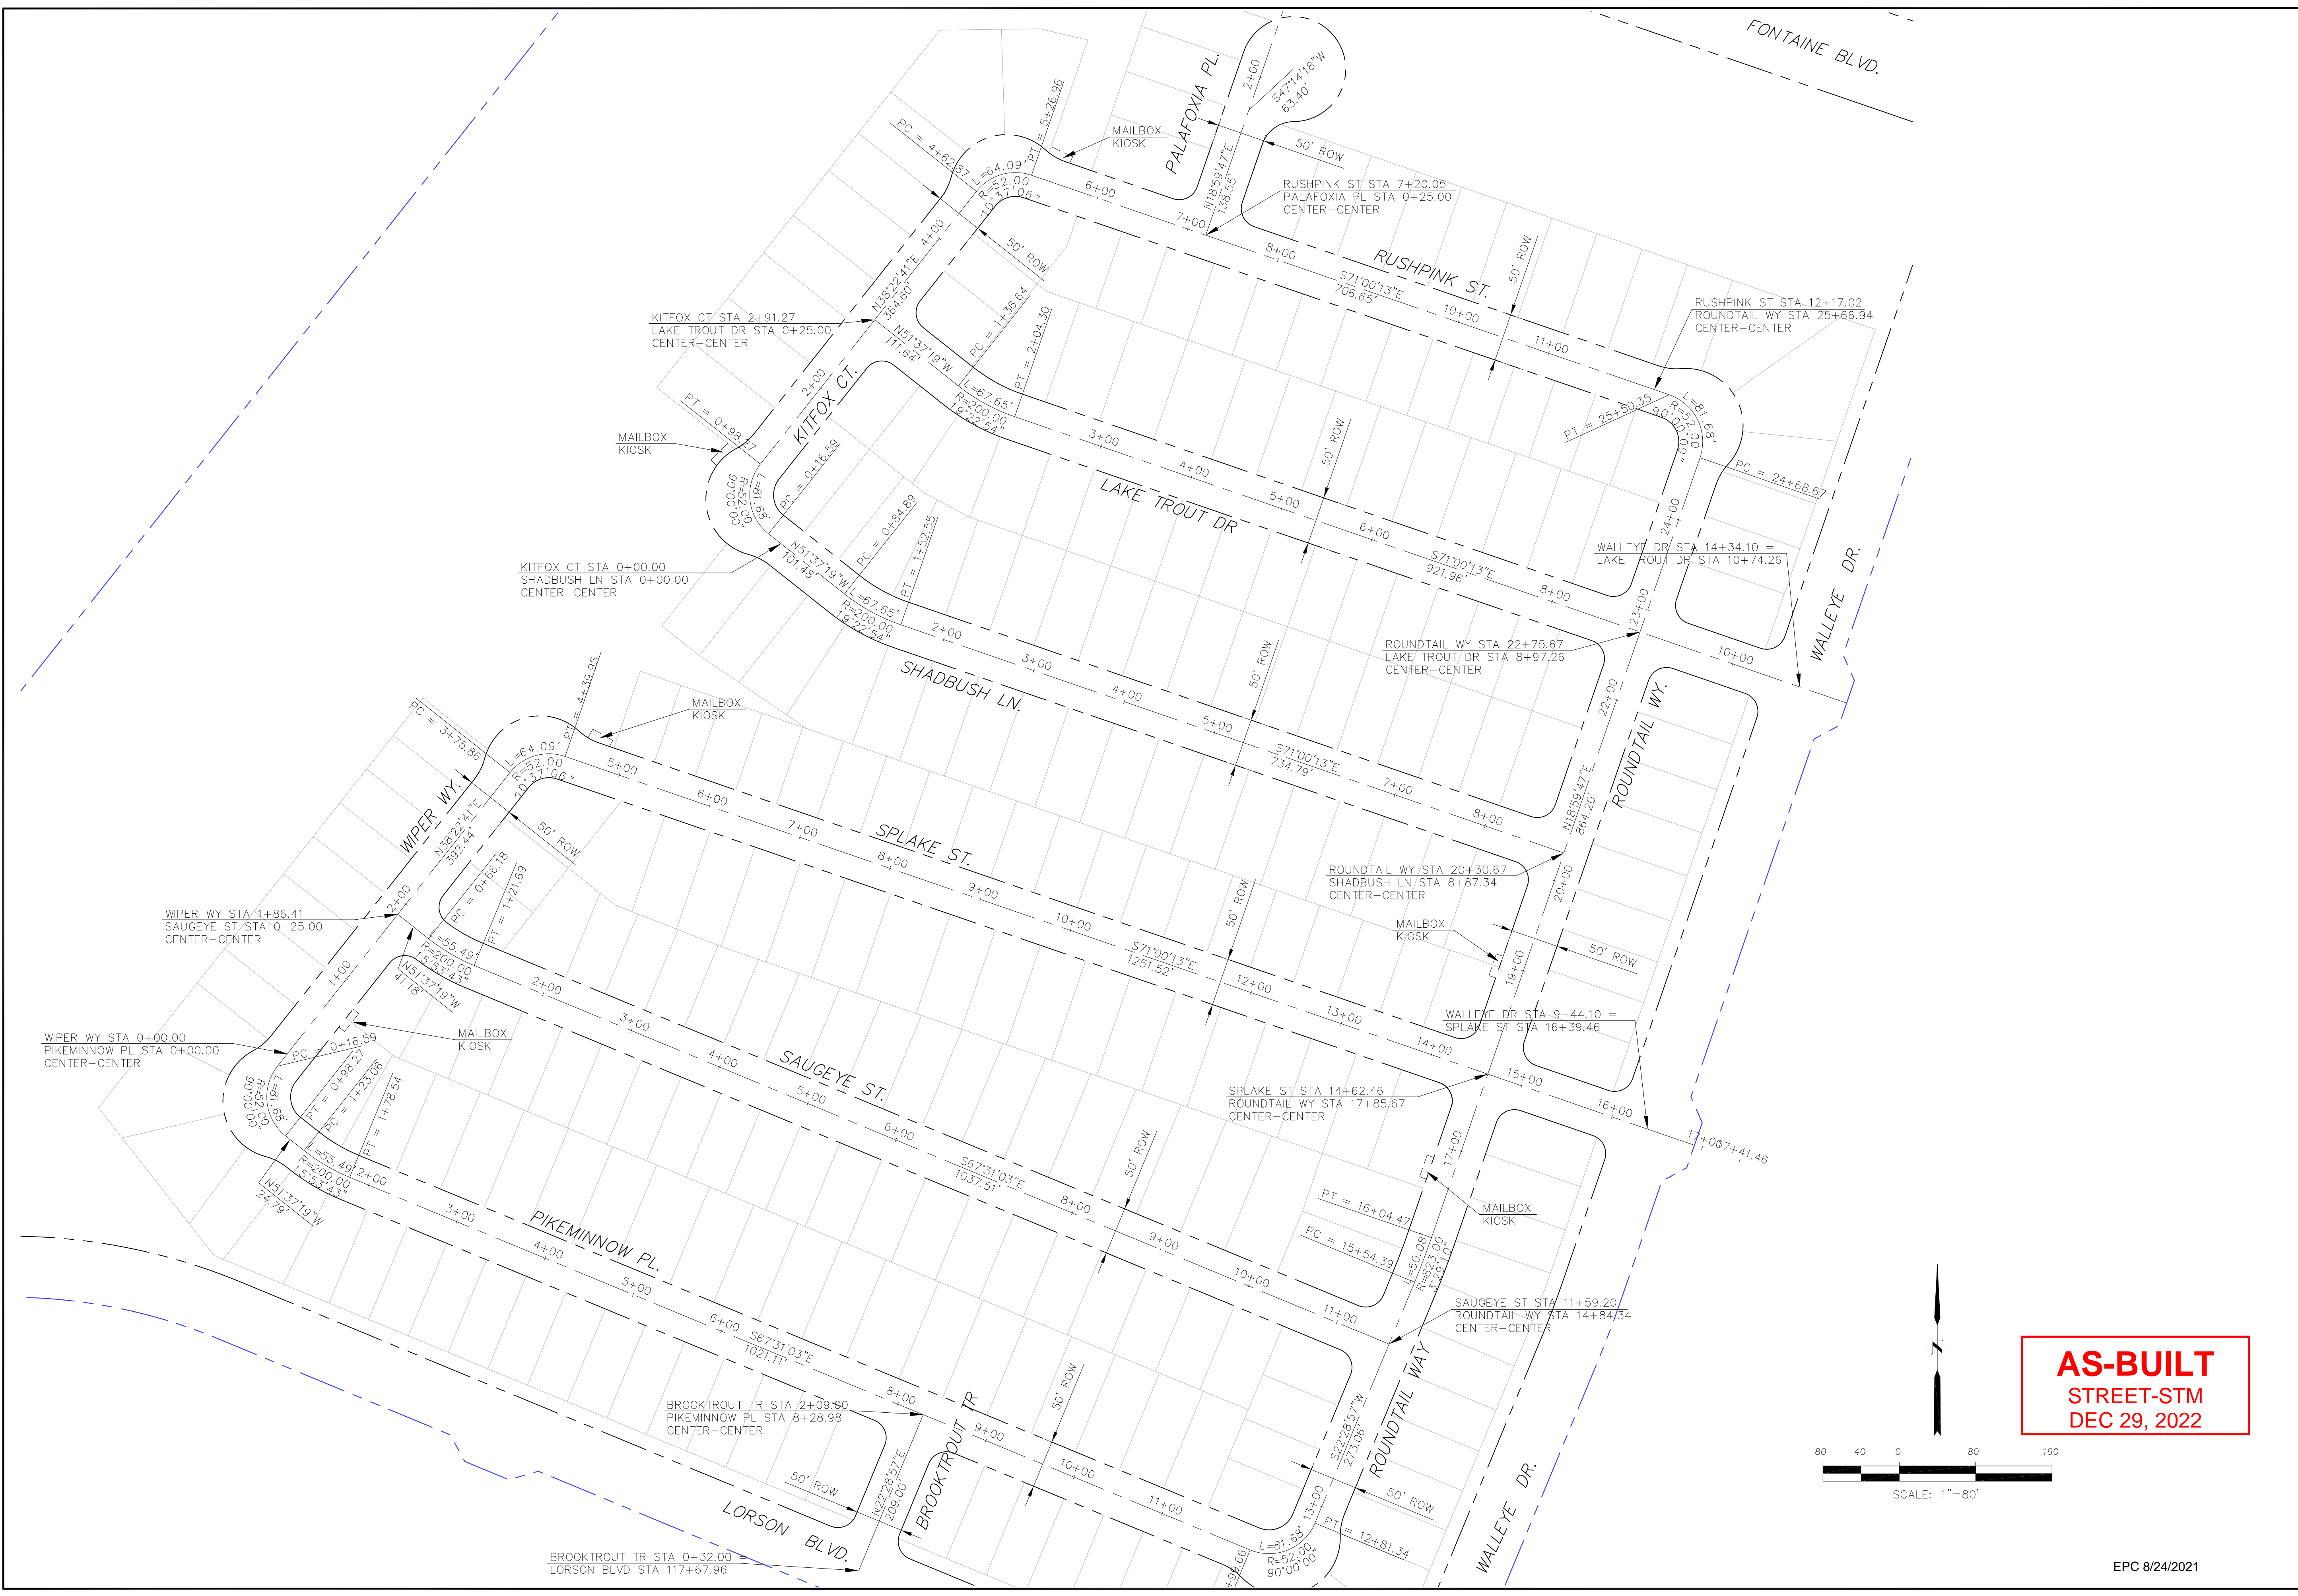 FONTAINE BLVD.
PALAFOXIA PL.
2+00
S47°14'18"W
63.40'
PT = 5+26.96
MAILBOX
KIOSK
PC = 4+62.87
50' ROW
L=64.09'
R=52.00
70°37'06"
6+00
N18°59'47"E
138.55'
RUSHPINK ST STA 7+20.05
PALAFOXIA PL STA 0+25.00
CENTER-CENTER
7+00
8+00
4+00
50' ROW
RUSHPINK ST.
S71°00'13"E
706.65'
50' ROW
10+00
11+00
RUSHPINK ST STA 12+17.02
ROUNDTAIL WY STA 25+66.94
CENTER-CENTER
N38°22'41"E
364.60'
KITFOX CT STA 2+91.27
LAKE TROUT DR STA 0+25.00
CENTER-CENTER
N51°37'19"W
111.64'
PC = 1+36.64
PT = 2+04.30
2+00
KITFOX CT.
L=67.65'
R=200.00
19°22'54"
PT = 25+50.35
L=81.68'
R=52.00
90°00'00"
PC = 24+68.67
PT = 0+98.27
MAILBOX
KIOSK
PC = 0+16.59
L=81.68'
R=52.00
90°00'00"
3+00
4+00
50' ROW
LAKE TROUT DR
5+00
6+00
S71°00'13"E
921.96'
8+00
24+00
23+00
WALLEYE DR STA 14+34.10 =
LAKE TROUT DR STA 10+74.26
WALLEYE DR.
KITFOX CT STA 0+00.00
SHADBUSH LN STA 0+00.00
CENTER-CENTER
N51°37'19"W
101.48'
PC = 0+84.89
PT = 1+52.55
L=67.65'
R=200.00
19°22'54"
2+00
3+00
SHADBUSH LN.
4+00
5+00
50' ROW
S71°00'13"E
734.79'
7+00
8+00
ROUNDTAIL WY STA 22+75.67
LAKE TROUT DR STA 8+97.26
CENTER-CENTER
10+00
22+00
ROUNDTAIL WY.
N18°59'47"E
864.20'
PT = 4+39.95
MAILBOX
KIOSK
PC = 3+75.86
L=64.09'
R=52.00
70°37'06"
5+00
6+00
WIPER WY.
N38°22'41"E
392.44'
50' ROW
7+00
SPLAKE ST.
8+00
9+00
10+00
50' ROW
S71°00'13"E
1251.52'
12+00
13+00
14+00
ROUNDTAIL WY STA 20+30.67
SHADBUSH LN STA 8+87.34
CENTER-CENTER
20+00
MAILBOX
KIOSK
50' ROW
19+00
WALLEYE DR STA 9+44.10 =
SPLAKE ST STA 16+39.46
PC = 0+66.18
PT = 1+21.69
2+00
WIPER WY STA 1+86.41
SAUGEYE ST STA 0+25.00
CENTER-CENTER
L=55.49'
R=200.00
15°53'43"
N51°37'19"W
41.18'
1+00
2+00
3+00
4+00
SAUGEYE ST.
5+00
6+00
S67°31'03"E
1037.51'
50' ROW
8+00
9+00
10+00
11+00
MAILBOX
KIOSK
WIPER WY STA 0+00.00
PIKEMINNOW PL STA 0+00.00
CENTER-CENTER
PC = 0+16.59
PT = 0+98.27
PC = 1+23.06
PT = 1+78.54
L=81.68'
R=52.00
90°00'00"
SPLAKE ST STA 14+62.46
ROUNDTAIL WY STA 17+85.67
CENTER-CENTER
15+00
16+00
17+00
17+41.46
17+00
L=55.49'
R=200.00
15°53'43"
N51°37'19"W
24.79'
2+00
3+00
4+00
PIKEMINNOW PL.
5+00
6+00
S67°31'03"E
1021.11'
8+00
9+00
10+00
11+00
50' ROW
PT = 16+04.47
PC = 15+54.39
MAILBOX
KIOSK
L=50.08'
R=823.00
3°29'10"
SAUGEYE ST STA 11+59.20
ROUNDTAIL WY STA 14+84.34
CENTER-CENTER
BROOKTROUT TR STA 2+09.00
PIKEMINNOW PL STA 8+28.98
CENTER-CENTER
BROOKTROUT TR
N22°28'57"E
209.00'
50' ROW
LORSON BLVD.
BROOKTROUT TR STA 0+32.00 =
LORSON BLVD STA 117+67.96
ROUNDTAIL WAY
S22°28'57"W
273.06'
50' ROW
13+00
PT = 12+81.34
L=81.68'
R=52.00
90°00'00"
+99.66
WALLEYE DR.
N
AS-BUILT
STREET-STM
DEC 29, 2022
80 40 0 80 160
SCALE: 1"=80'
EPC 8/24/2021